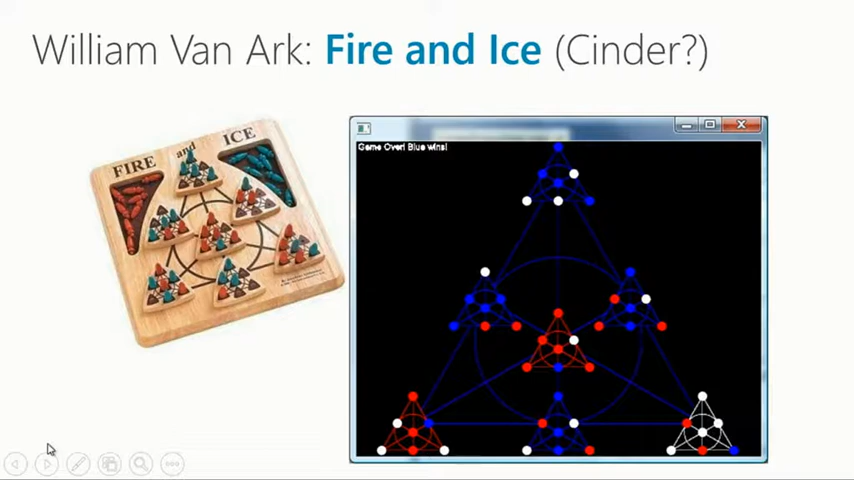 William Van Ark: Fire and Ice (Cinder?)
FIRE and ICE
Game Over! Blue wins!